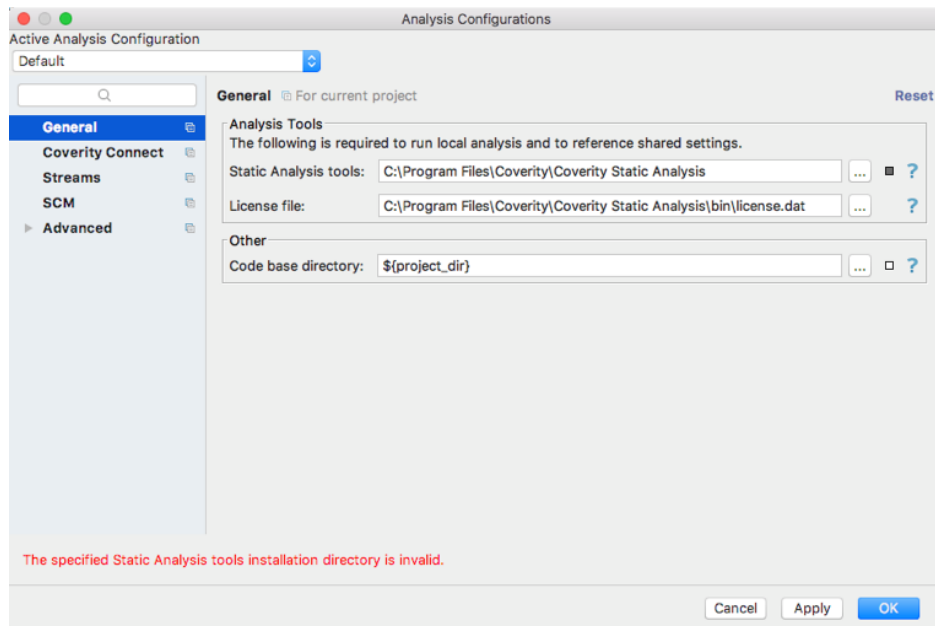 Analysis Configurations
Active Analysis Configuration
Default
General For current project Reset
General
Coverity Connect
Streams
SCM
Advanced
Analysis Tools
The following is required to run local analysis and to reference shared settings.
Static Analysis tools: C:\Program Files\Coverity\Coverity Static Analysis ... ?
License file: C:\Program Files\Coverity\Coverity Static Analysis\bin\license.dat ... ?
Other
Code base directory: ${project_dir} ... ?
The specified Static Analysis tools installation directory is invalid.
Cancel Apply OK